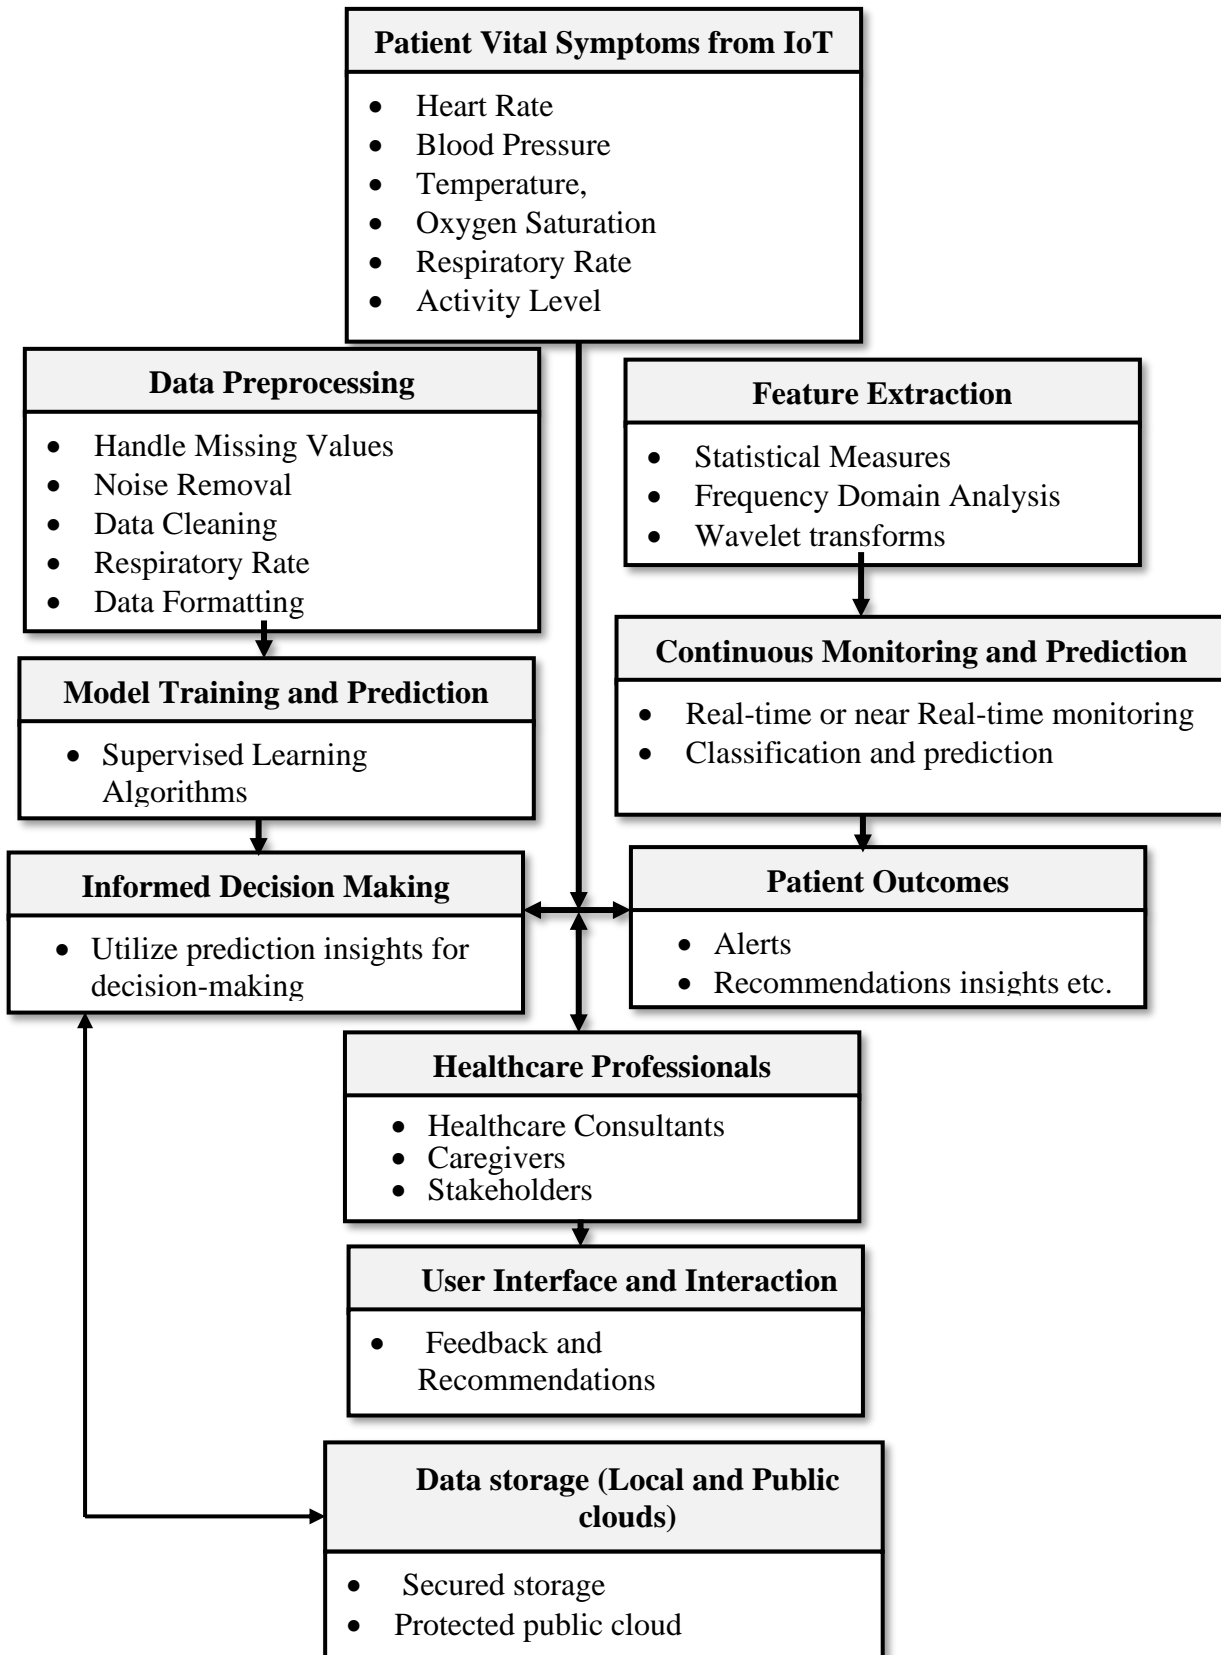 Patient Vital Symptoms from IoT
• Heart Rate
• Blood Pressure
• Temperature,
• Oxygen Saturation
• Respiratory Rate
• Activity Level
Data Preprocessing
• Handle Missing Values
• Noise Removal
• Data Cleaning
• Respiratory Rate
• Data Formatting
Feature Extraction
• Statistical Measures
• Frequency Domain Analysis
• Wavelet transforms
Model Training and Prediction
• Supervised Learning
Algorithms
Continuous Monitoring and Prediction
• Real-time or near Real-time monitoring
• Classification and prediction
Informed Decision Making
• Utilize prediction insights for
decision-making
Patient Outcomes
• Alerts
• Recommendations insights etc.
Healthcare Professionals
• Healthcare Consultants
• Caregivers
• Stakeholders
User Interface and Interaction
• Feedback and
Recommendations
Data storage (Local and Public
clouds)
• Secured storage
• Protected public cloud